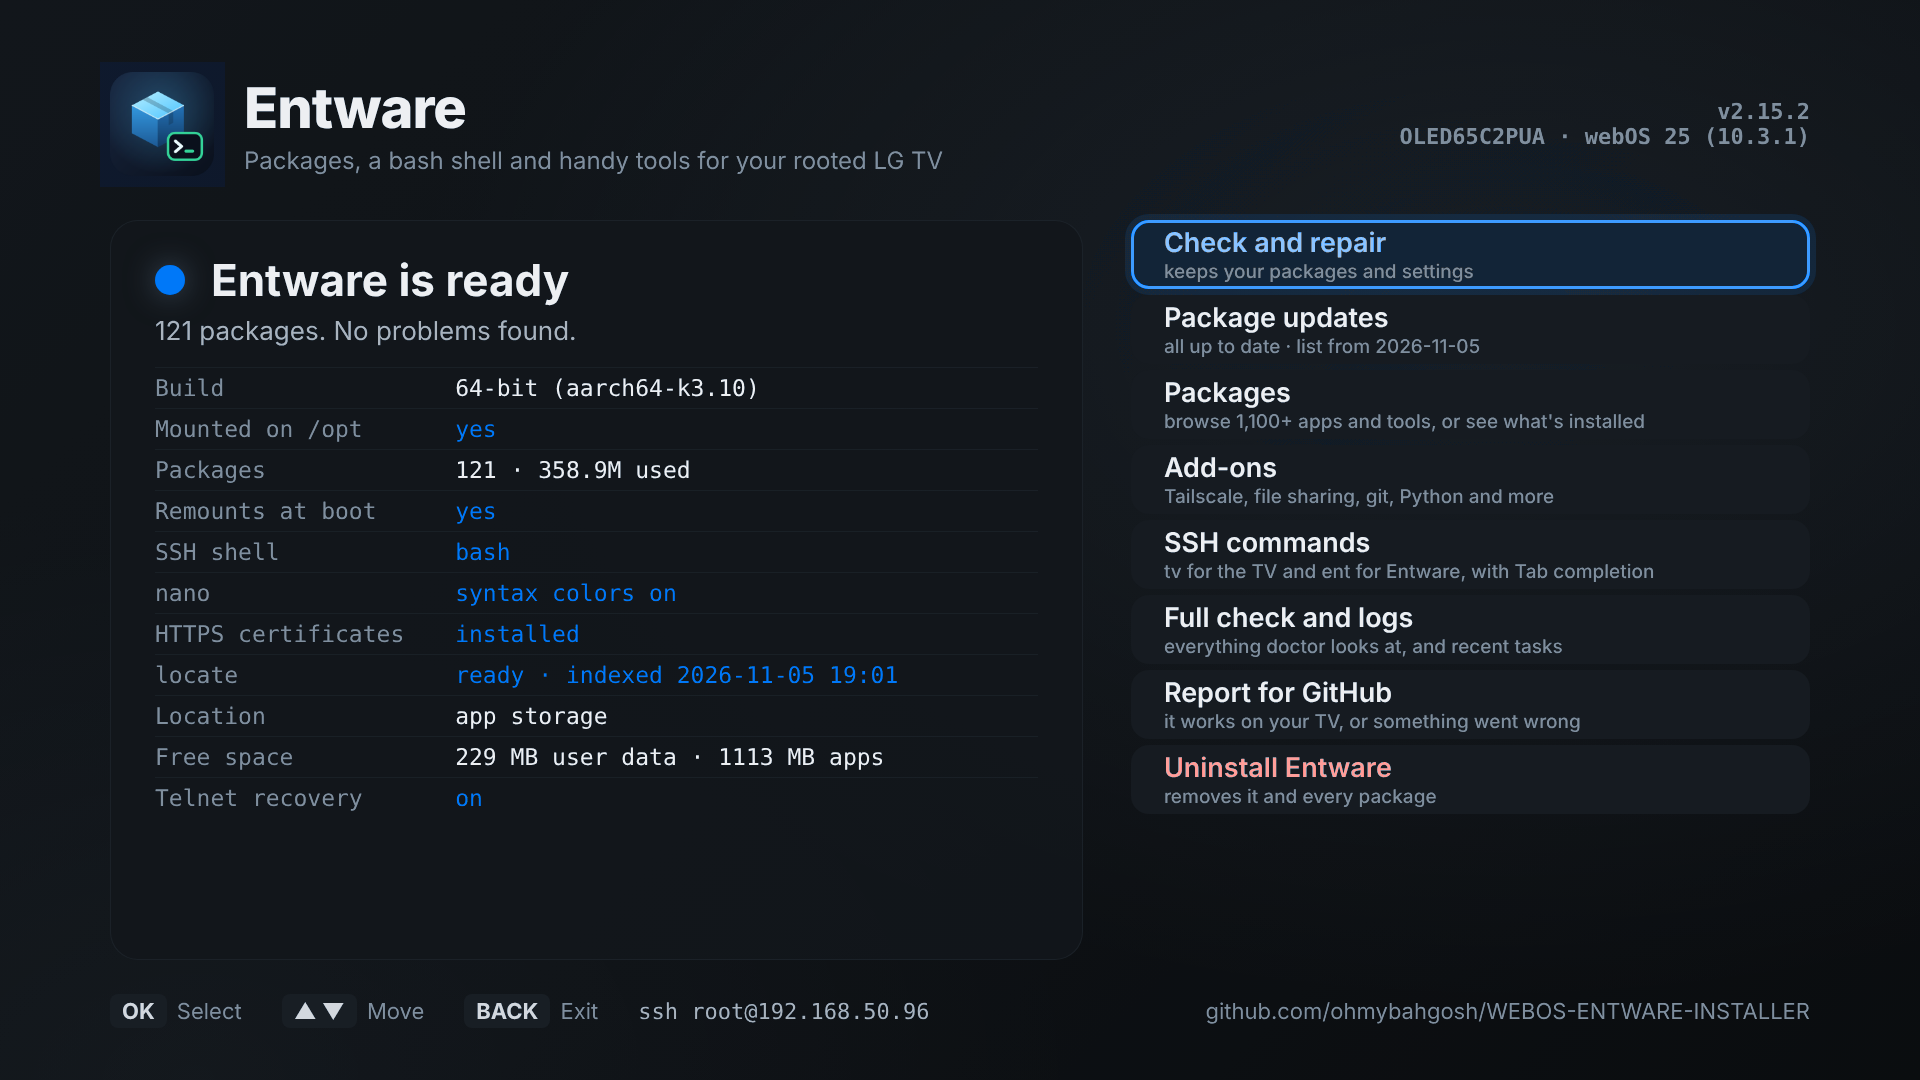 Entware
Packages, a bash shell and handy tools for your rooted LG TV
v2.15.2
OLED65C2PUA · webOS 25 (10.3.1)
Entware is ready
121 packages. No problems found.
Build 64-bit (aarch64-k3.10)
Mounted on /opt yes
Packages 121 · 358.9M used
Remounts at boot yes
SSH shell bash
nano syntax colors on
HTTPS certificates installed
locate ready · indexed 2026-11-05 19:01
Location app storage
Free space 229 MB user data · 1113 MB apps
Telnet recovery on
Check and repair
keeps your packages and settings
Package updates
all up to date · list from 2026-11-05
Packages
browse 1,100+ apps and tools, or see what's installed
Add-ons
Tailscale, file sharing, git, Python and more
SSH commands
tv for the TV and ent for Entware, with Tab completion
Full check and logs
everything doctor looks at, and recent tasks
Report for GitHub
it works on your TV, or something went wrong
Uninstall Entware
removes it and every package
OK Select ▲▼ Move BACK Exit ssh root@192.168.50.96
github.com/ohmybahgosh/WEBOS-ENTWARE-INSTALLER